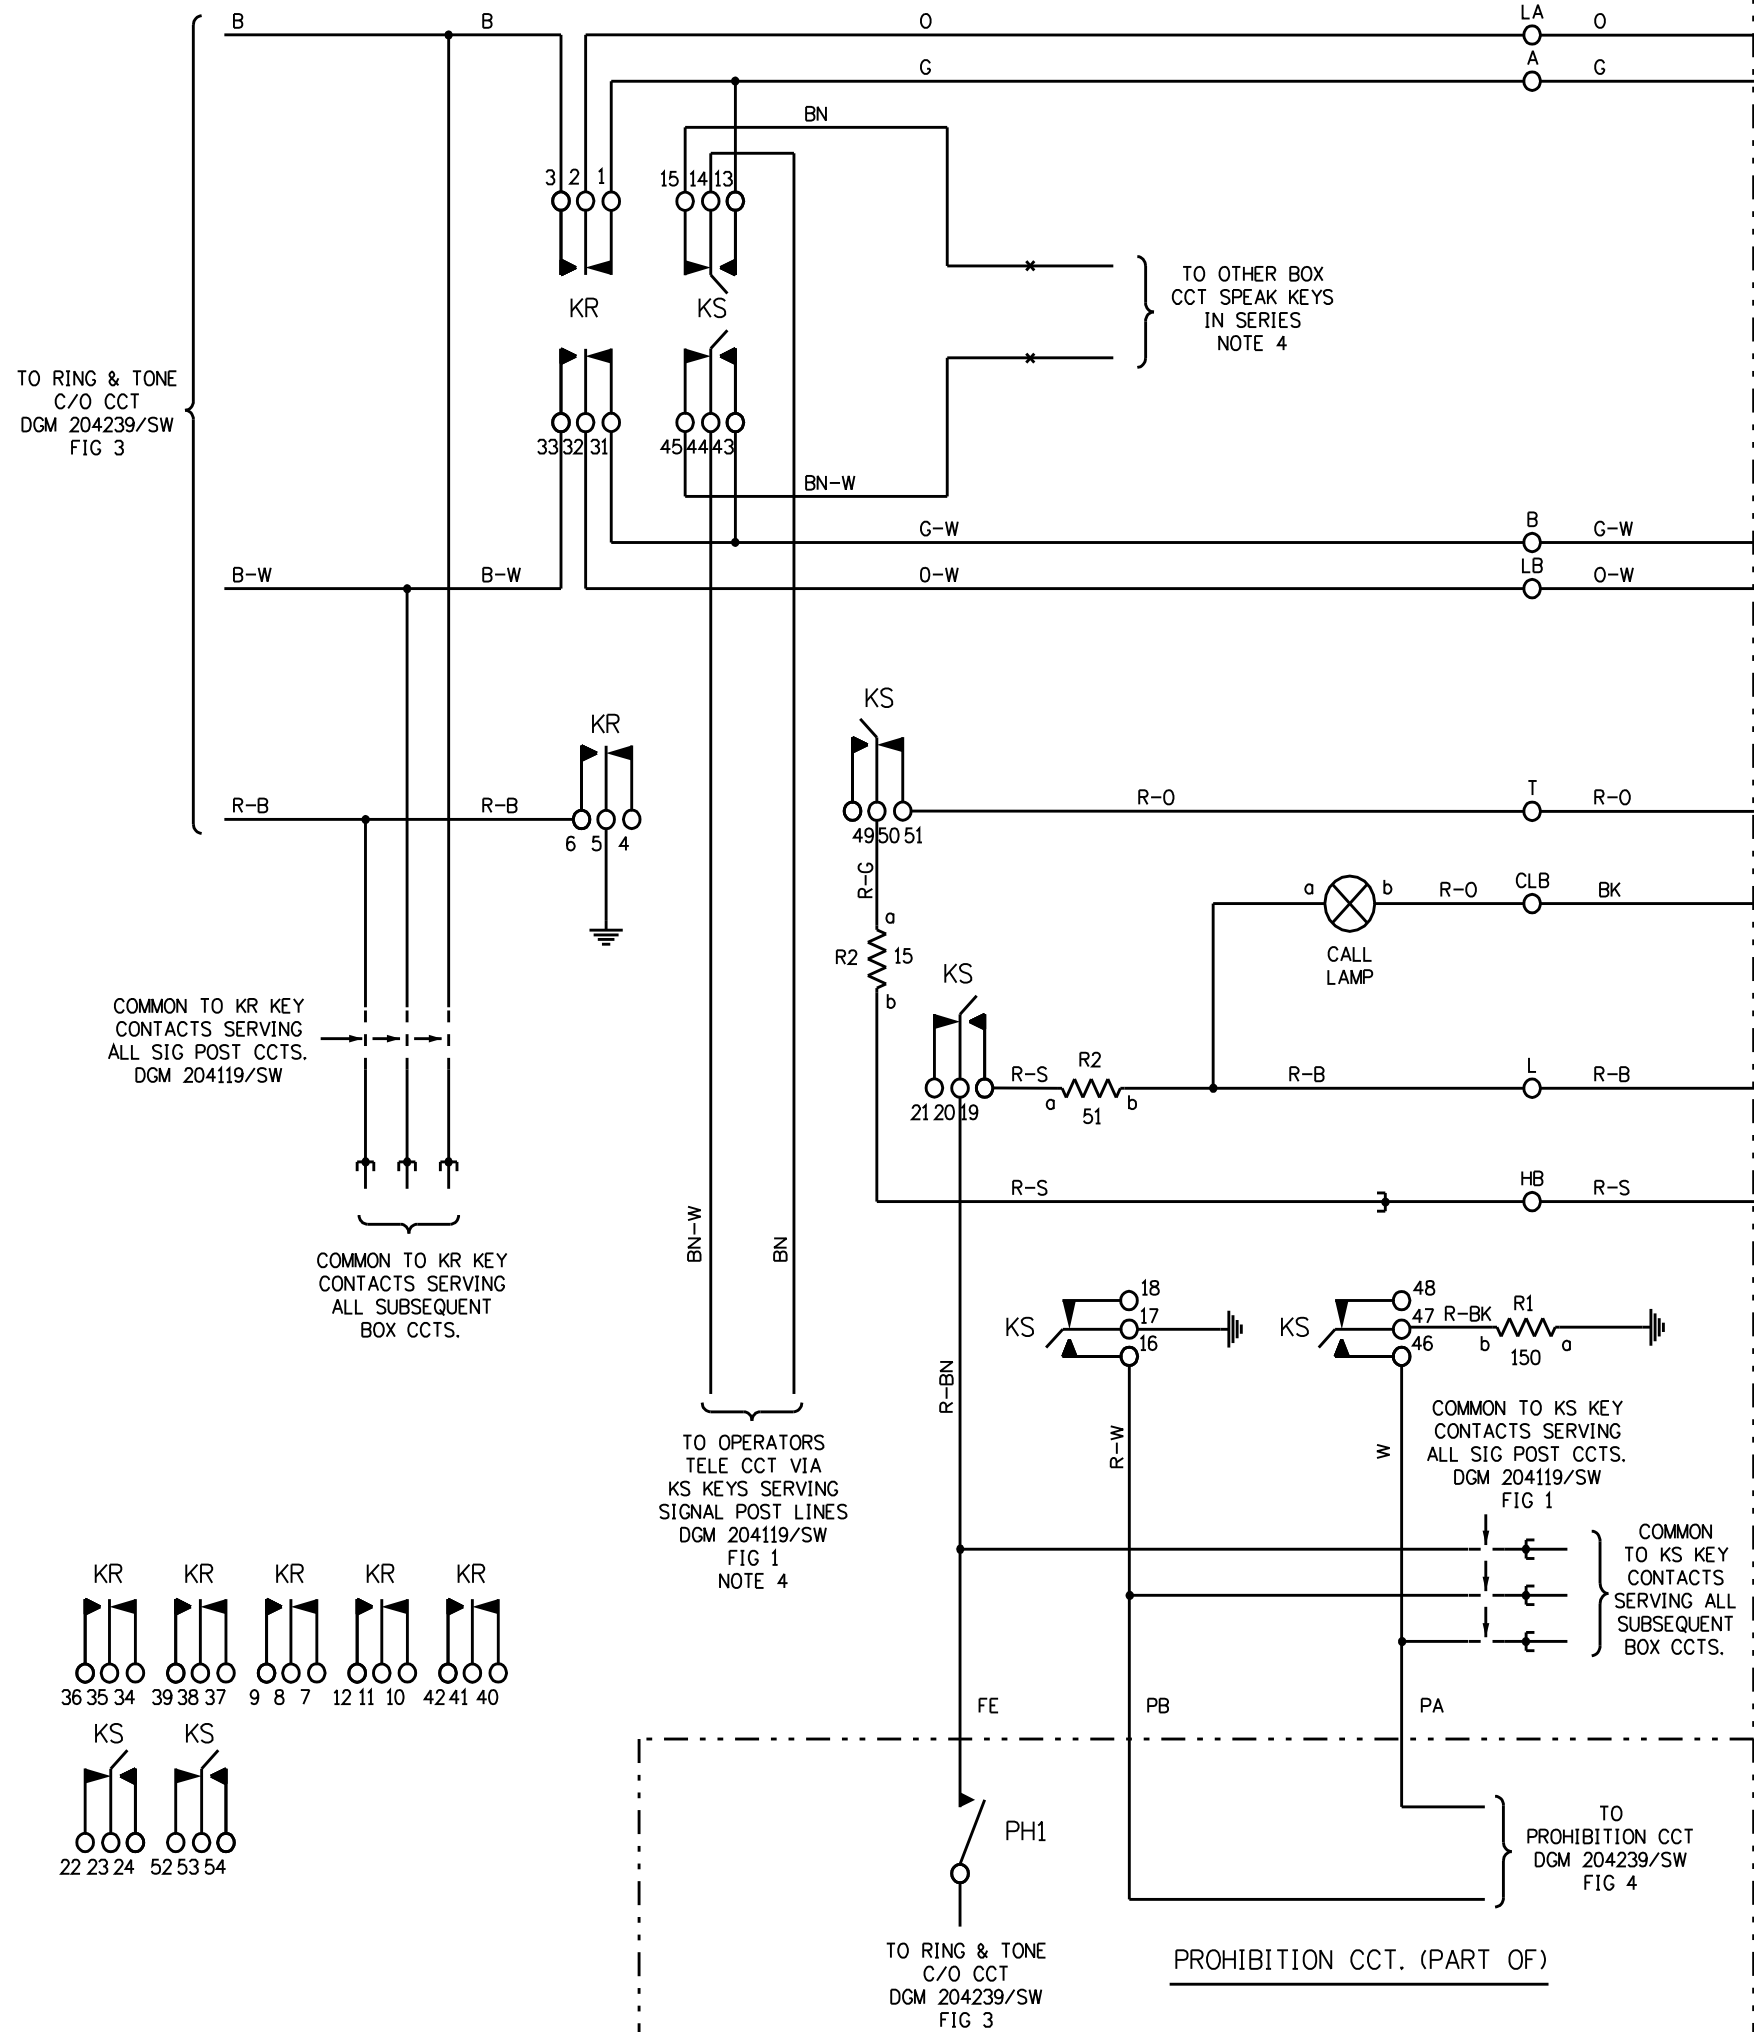 B B O LA O
G A G
BN
3 2 1 15 14 13
KR KS
TO OTHER BOX
CCT SPEAK KEYS
IN SERIES
NOTE 4
TO RING & TONE
C/O CCT
DGM 204239/SW
FIG 3
33 32 31 45 44 43
BN-W
G-W B G-W
B-W B-W O-W LB O-W
KS
KR
R-B R-B
6 5 4
R-O T R-O
49 50 51
R-G
a
R2 15
b
a b R-O CLB BK
CALL
LAMP
KS
COMMON TO KR KEY
CONTACTS SERVING
ALL SIG POST CCTS.
DGM 204119/SW
R-S R2 R-B L R-B
21 20 19 a 51 b
R-S HB R-S
BN-W BN
COMMON TO KR KEY
CONTACTS SERVING
ALL SUBSEQUENT
BOX CCTS.
KS 18
17
16
KS 48
47 R-BK R1
46 b 150 a
R-BN
R-W
W
COMMON TO KS KEY
CONTACTS SERVING
ALL SIG POST CCTS.
DGM 204119/SW
FIG 1
TO OPERATORS
TELE CCT VIA
KS KEYS SERVING
SIGNAL POST LINES
DGM 204119/SW
FIG 1
NOTE 4
COMMON
TO KS KEY
CONTACTS
SERVING ALL
SUBSEQUENT
BOX CCTS.
KR KR KR KR KR
36 35 34 39 38 37 9 8 7 12 11 10 42 41 40
KS KS
22 23 24 52 53 54
FE PB PA
PH1
TO
PROHIBITION CCT
DGM 204239/SW
FIG 4
TO RING & TONE
C/O CCT
DGM 204239/SW
FIG 3
PROHIBITION CCT. (PART OF)